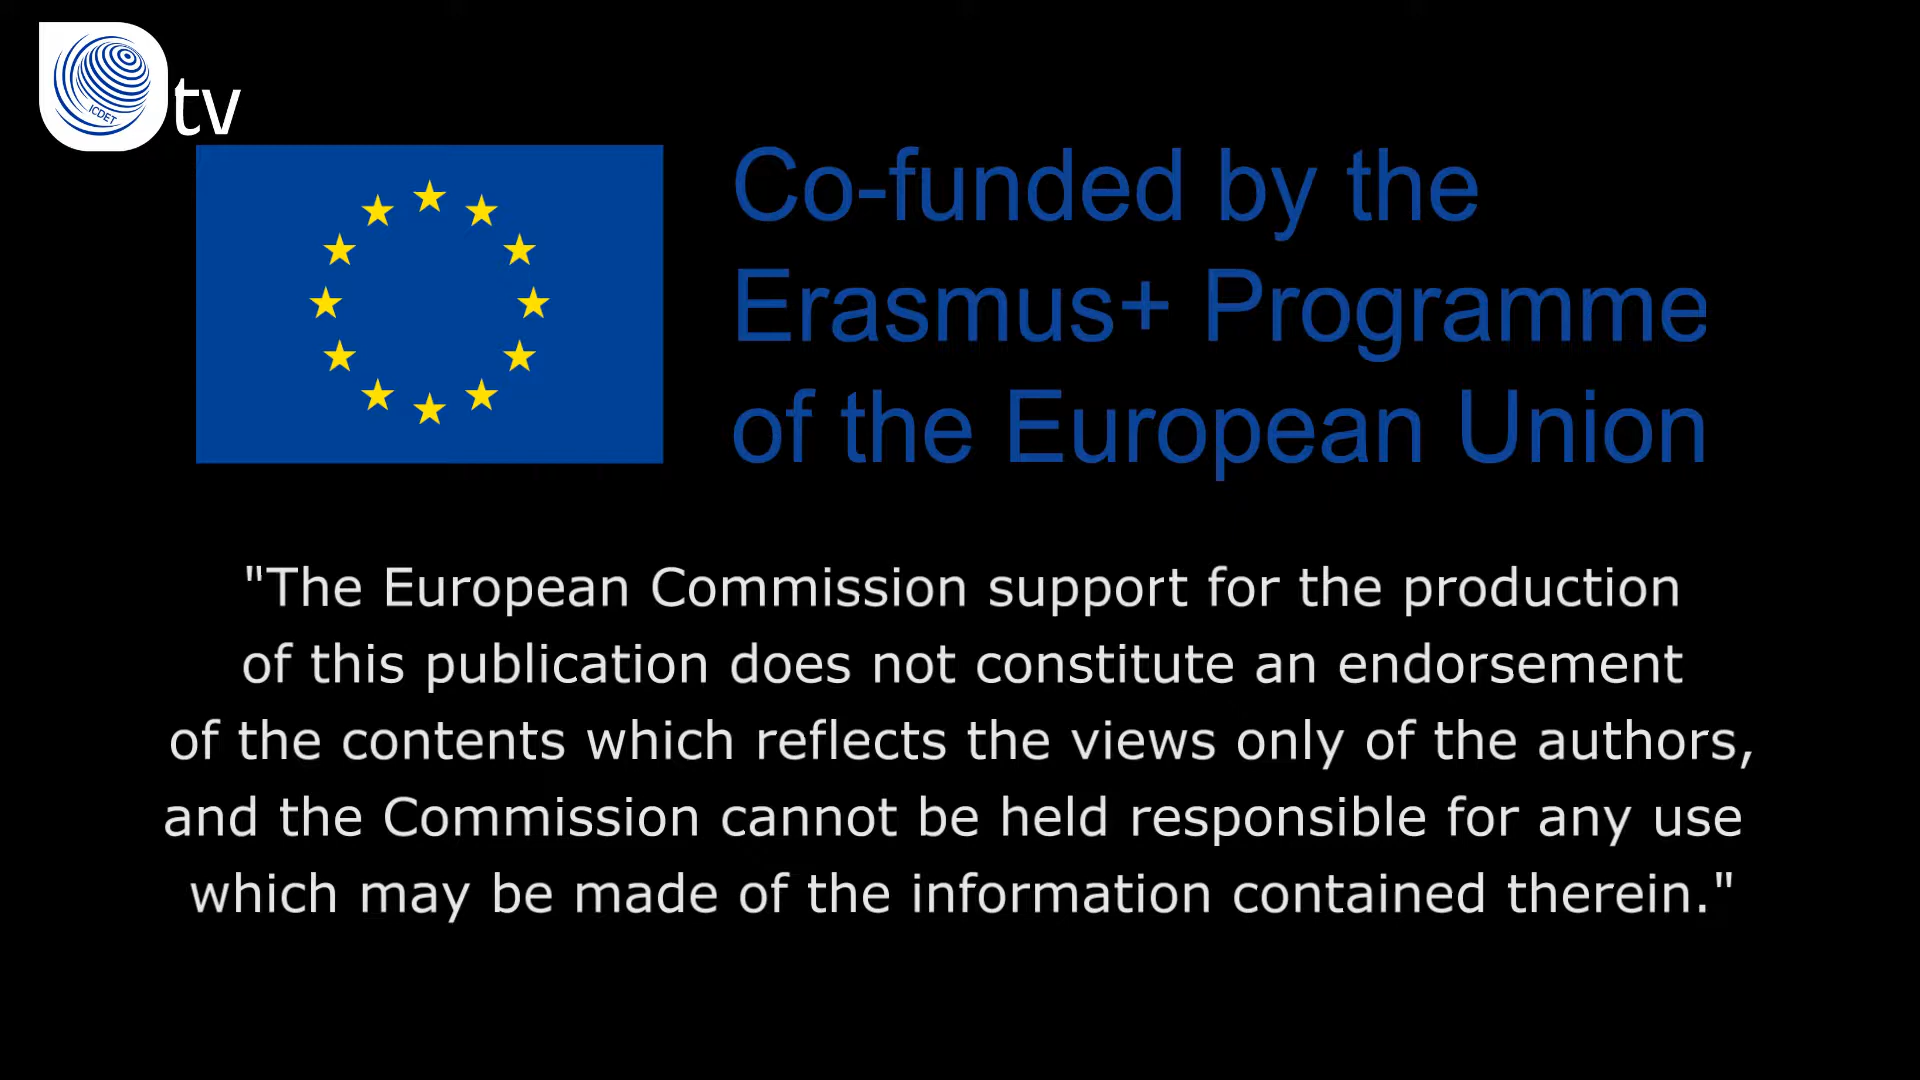 ICDET
tv
Co-funded by the
Erasmus+ Programme
of the European Union
"The European Commission support for the production
of this publication does not constitute an endorsement
of the contents which reflects the views only of the authors,
and the Commission cannot be held responsible for any use
which may be made of the information contained therein."